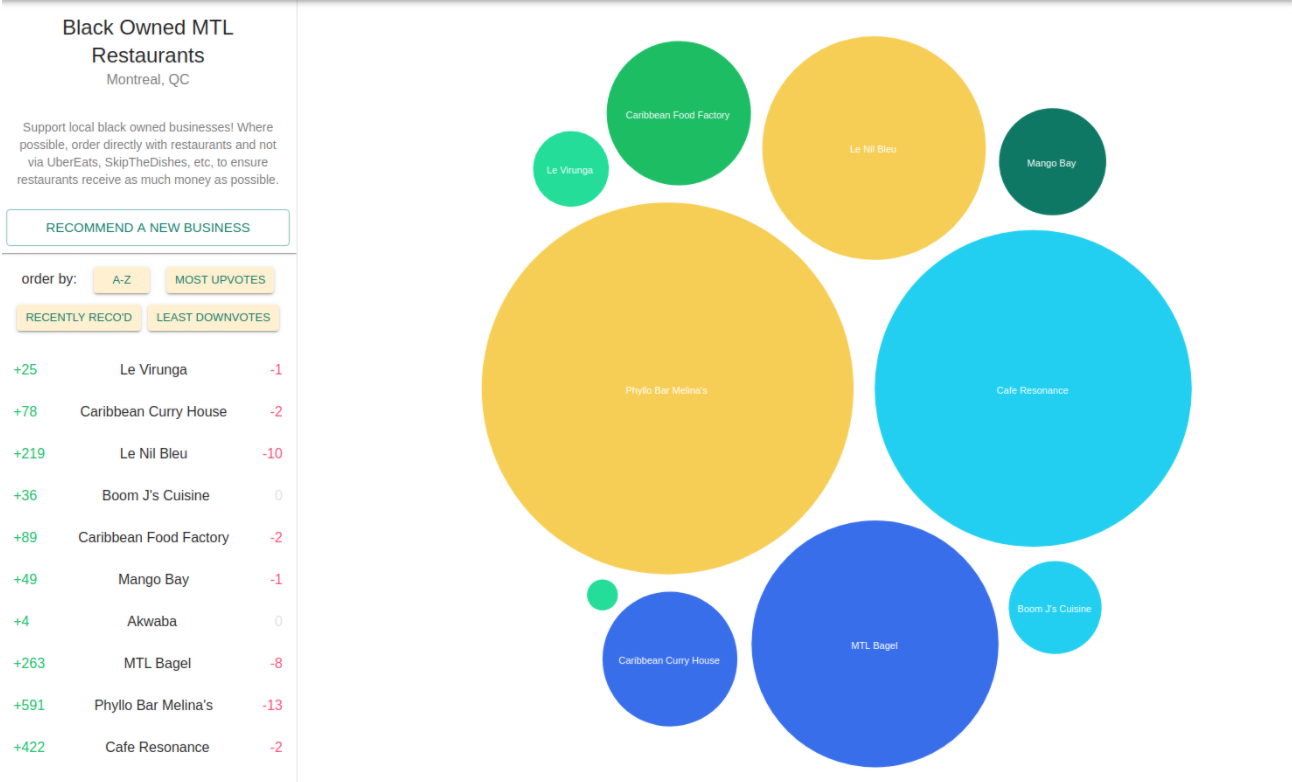 Black Owned MTL
Restaurants
Montreal, QC
Support local black owned businesses! Where
possible, order directly with restaurants and not
via UberEats, SkipTheDishes, etc, to ensure
restaurants receive as much money as possible.
RECOMMEND A NEW BUSINESS
order by: A-Z MOST UPVOTES
RECENTLY RECO'D LEAST DOWNVOTES
+25 Le Virunga -1
+78 Caribbean Curry House -2
+219 Le Nil Bleu -10
+36 Boom J's Cuisine 0
+89 Caribbean Food Factory -2
+49 Mango Bay -1
+4 Akwaba 0
+263 MTL Bagel -8
+591 Phyllo Bar Melina's -13
+422 Cafe Resonance -2
Caribbean Food Factory
Le Nil Bleu
Mango Bay
Le Virunga
Phyllo Bar Melina's
Cafe Resonance
Boom J's Cuisine
MTL Bagel
Caribbean Curry House